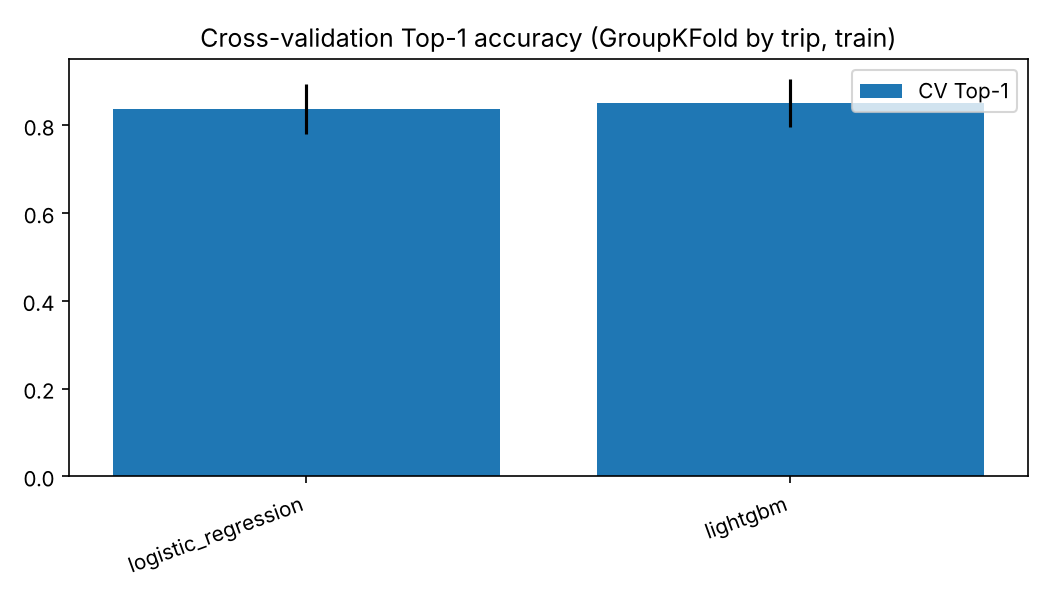 Cross-validation Top-1 accuracy (GroupKFold by trip, train)
CV Top-1
0.8
0.6
0.4
0.2
0.0
logistic_regression
lightgbm